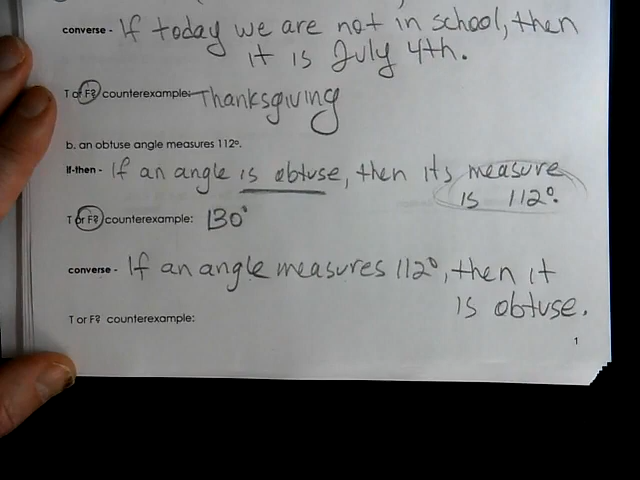 converse - If today we are not in school, then
it is July 4th.
T or F? counterexample: Thanksgiving
b. an obtuse angle measures 112º.
If-then - If an angle is obtuse, then its measure
is 112°.
T or F? counterexample: 130°
converse - If an angle measures 112°, then it
is obtuse.
T or F? counterexample:
1